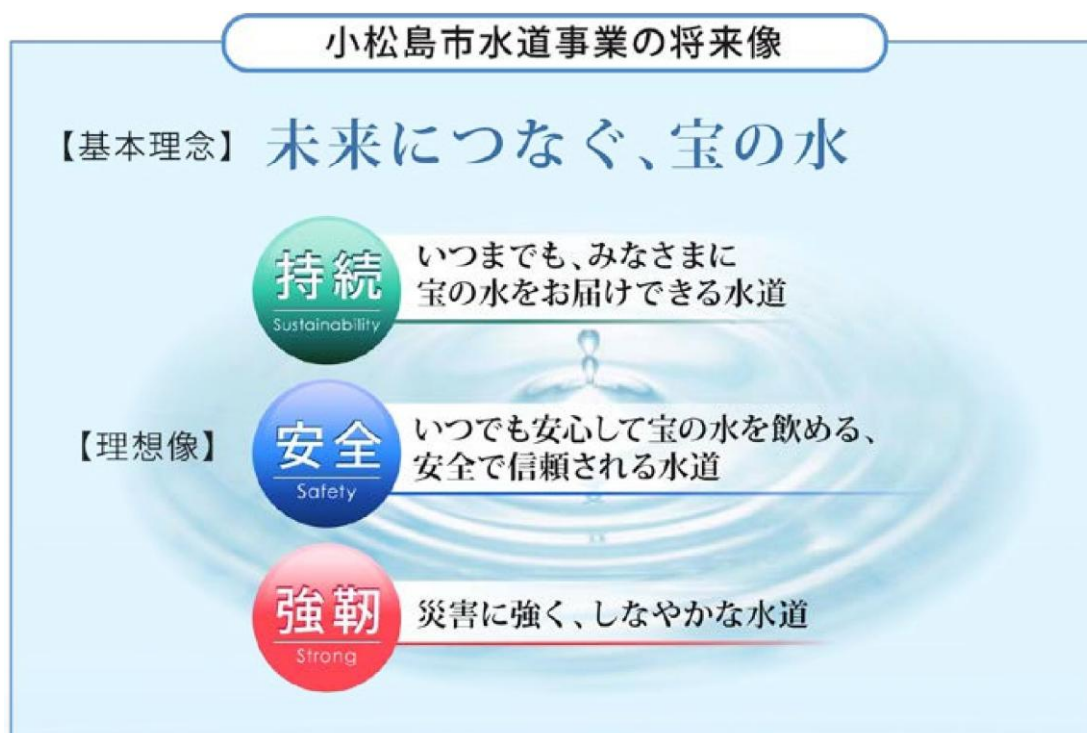 小松島市水道事業の将来像
【基本理念】 未来につなぐ、宝の水
持続
Sustainability
いつまでも、みなさまに
宝の水をお届けできる水道
【理想像】
安全
Safety
いつでも安心して宝の水を飲める、
安全で信頼される水道
強靭
Strong
災害に強く、しなやかな水道